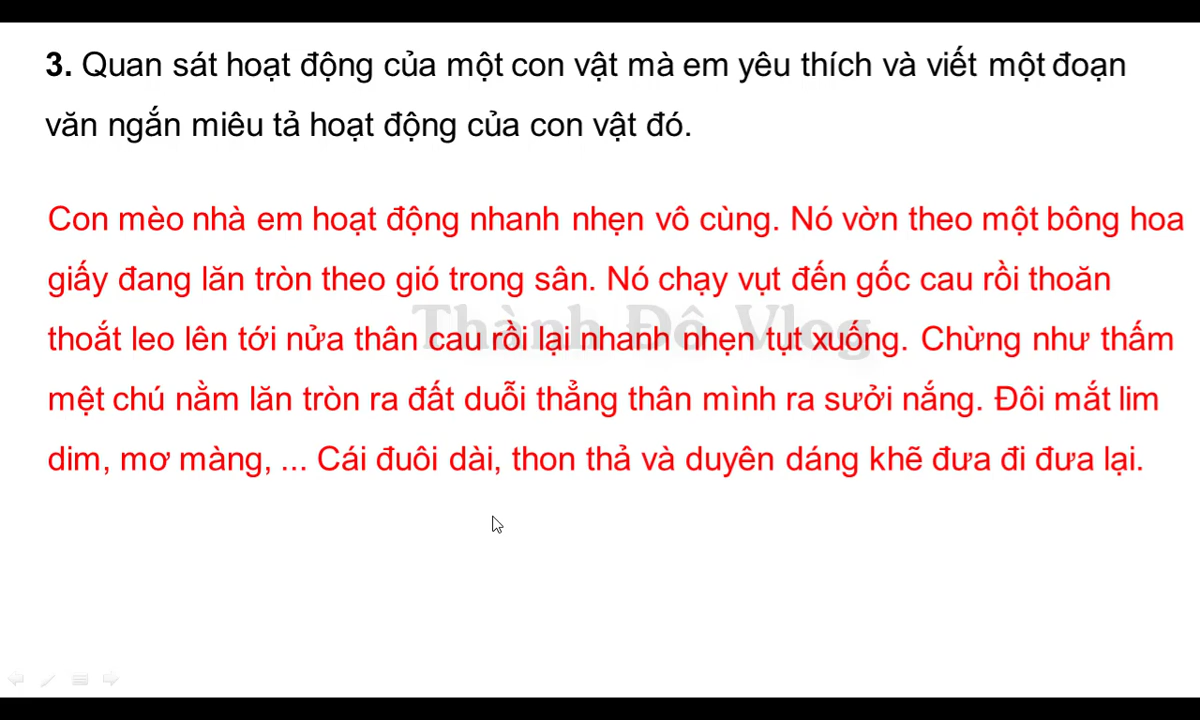 3. Quan sát hoạt động của một con vật mà em yêu thích và viết một đoạn
văn ngắn miêu tả hoạt động của con vật đó.
Con mèo nhà em hoạt động nhanh nhẹn vô cùng. Nó vờn theo một bông hoa
giấy đang lăn tròn theo gió trong sân. Nó chạy vụt đến gốc cau rồi thoăn
thoắt leo lên tới nửa thân cau rồi lại nhanh nhẹn tụt xuống. Chừng như thấm
mệt chú nằm lăn tròn ra đất duỗi thẳng thân mình ra sưởi nắng. Đôi mắt lim
dim, mơ màng, ... Cái đuôi dài, thon thả và duyên dáng khẽ đưa đi đưa lại.
Thành Đô Vlog